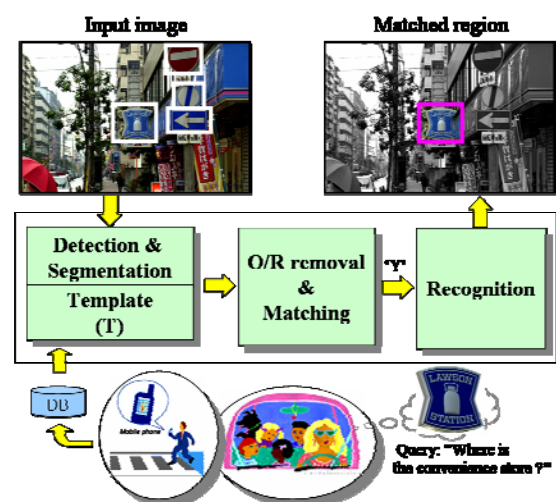 Input image
Matched region
Detection &
Segmentation
Template
(T)
O/R removal
&
Matching
"Y"
Recognition
DB
Mobile phone
LAWSON
STATION
Query: "Where is
the convenience store ?"